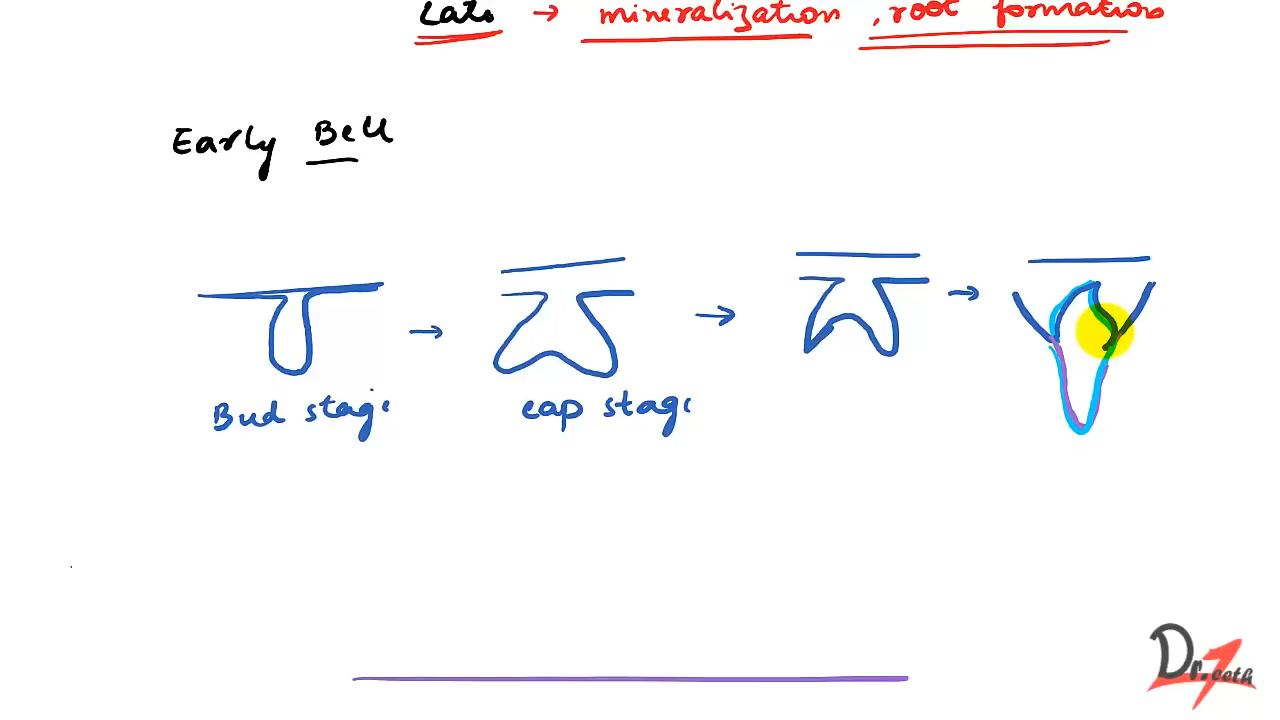 Late → mineralization , root formation
Early Bell
Bud stage
cap stage
Dr.teeth